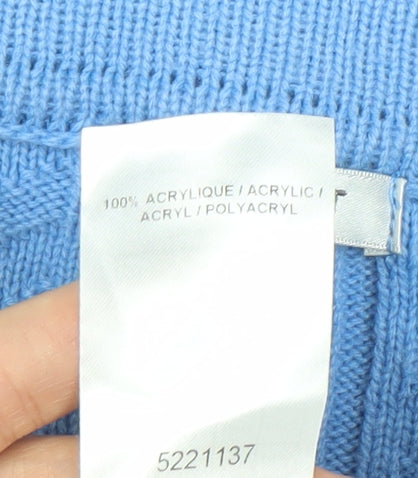 100% ACRYLIQUE / ACRYLIC /
ACRYL / POLYACRYL
5221137